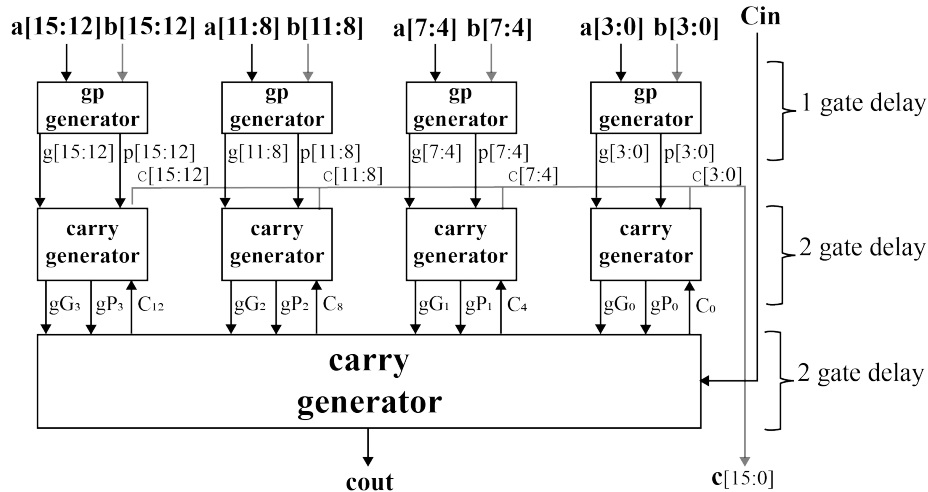 Cin
a[15:12]b[15:12] a[11:8] b[11:8] a[7:4] b[7:4] a[3:0] b[3:0]
gp generator
gp generator
gp generator
gp generator
1 gate delay
g[15:12] p[15:12] g[11:8] p[11:8] g[7:4] p[7:4] g[3:0] p[3:0]
c[15:12] c[11:8] c[7:4] c[3:0]
carry generator
carry generator
carry generator
carry generator
2 gate delay
gG₃ gP₃ C₁₂ gG₂ gP₂ C₈ gG₁ gP₁ C₄ gG₀ gP₀ C₀
carry
generator
2 gate delay
cout
c[15:0]